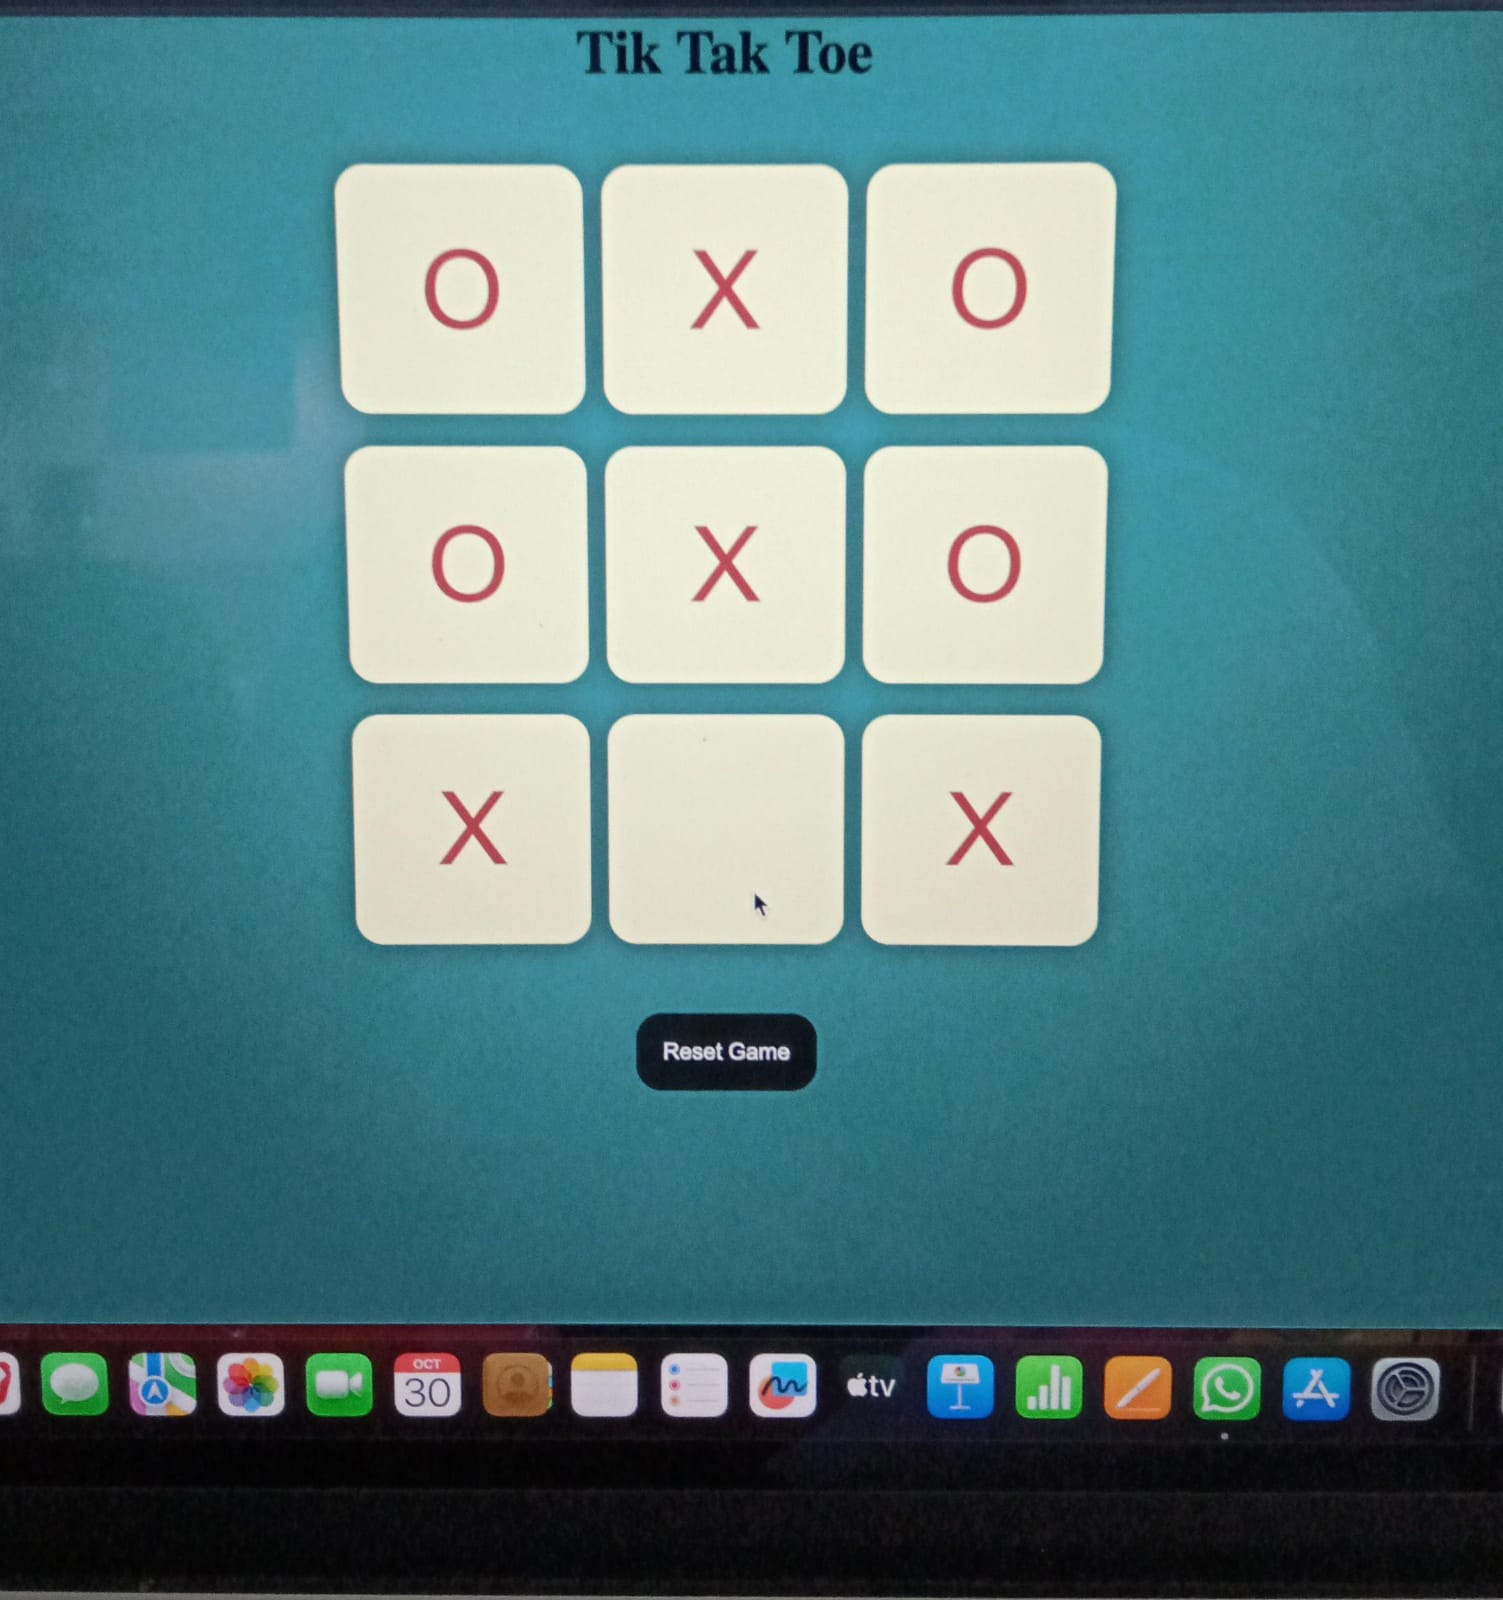 Tik Tak Toe
O X O
O X O
X X
Reset Game
OCT
30
tv